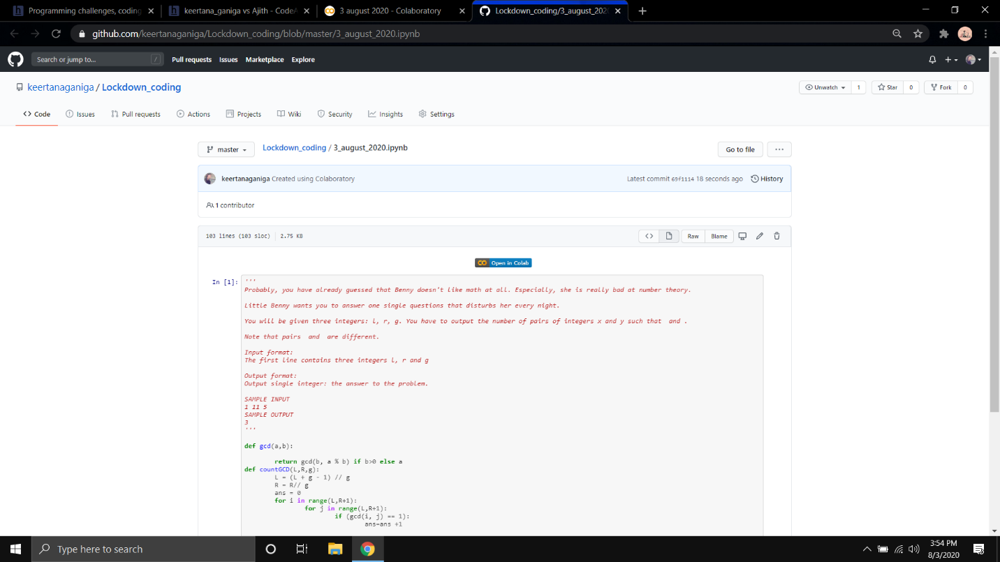 Programming challenges, coding
keertana_ganiga vs Ajith - CodeA
3 august 2020 - Colaboratory
Lockdown_coding/3_august_202
github.com/keertanaganiga/Lockdown_coding/blob/master/3_august_2020.ipynb
Search or jump to... /
Pull requests Issues Marketplace Explore
keertanaganiga / Lockdown_coding
Unwatch 1 Star 0 Fork 0
Code Issues Pull requests Actions Projects Wiki Security Insights Settings
master Lockdown_coding / 3_august_2020.ipynb Go to file ...
keertanaganiga Created using Colaboratory Latest commit 69f1114 18 seconds ago History
1 contributor
103 lines (103 sloc) 2.75 KB <> Raw Blame
CO Open in Colab
In [1]: '''
Probably, you have already guessed that Benny doesn't like math at all. Especially, she is really bad at number theory.
Little Benny wants you to answer one single questions that disturbs her every night.
You will be given three integers: l, r, g. You have to output the number of pairs of integers x and y such that  and .
Note that pairs  and  are different.
Input format:
The first line contains three integers l, r and g
Output format:
Output single integer: the answer to the problem.
SAMPLE INPUT
1 11 5
SAMPLE OUTPUT
3
'''
def gcd(a,b):
return gcd(b, a % b) if b>0 else a
def countGCD(L,R,g):
L = (L + g - 1) // g
R = R// g
ans = 0
for i in range(L,R+1):
for j in range(L,R+1):
if (gcd(i, j) == 1):
ans=ans +1
Type here to search
3:54 PM
8/3/2020